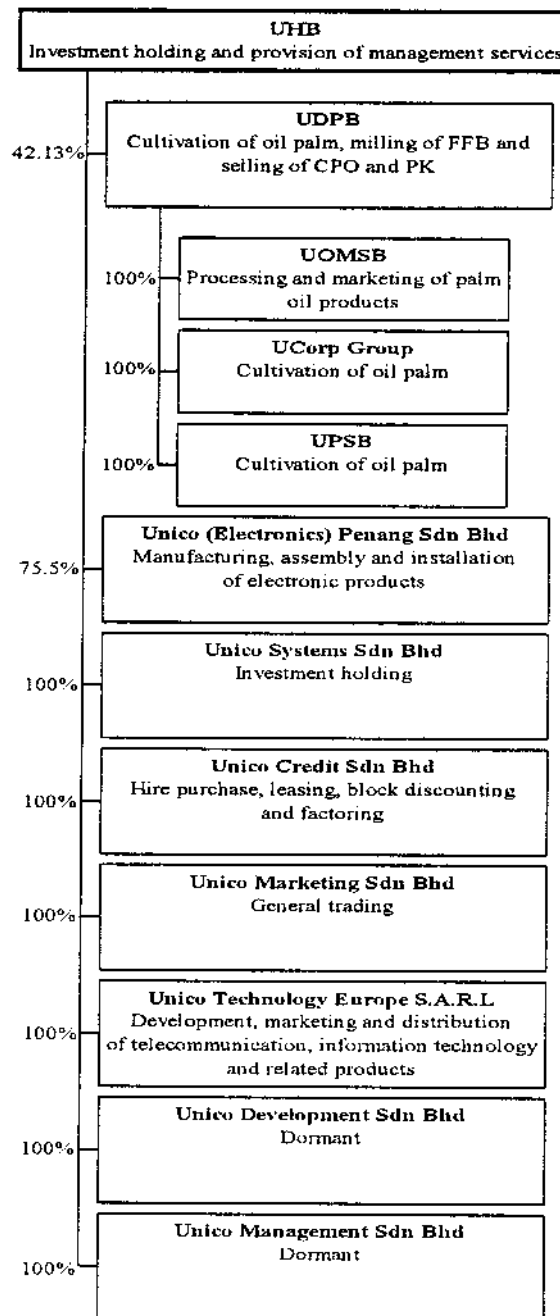 UHB
Investment holding and provision of management services
42.13%
UDPB
Cultivation of oil palm, milling of FFB and
selling of CPO and PK
100%
UOMSB
Processing and marketing of palm
oil products
100%
UCorp Group
Cultivation of oil palm
100%
UPSB
Cultivation of oil palm
75.5%
Unico (Electronics) Penang Sdn Bhd
Manufacturing, assembly and installation
of electronic products
100%
Unico Systems Sdn Bhd
Investment holding
100%
Unico Credit Sdn Bhd
Hire purchase, leasing, block discounting
and factoring
100%
Unico Marketing Sdn Bhd
General trading
100%
Unico Technology Europe S.A.R.L
Development, marketing and distribution
of telecommunication, information technology
and related products
100%
Unico Development Sdn Bhd
Dormant
100%
Unico Management Sdn Bhd
Dormant